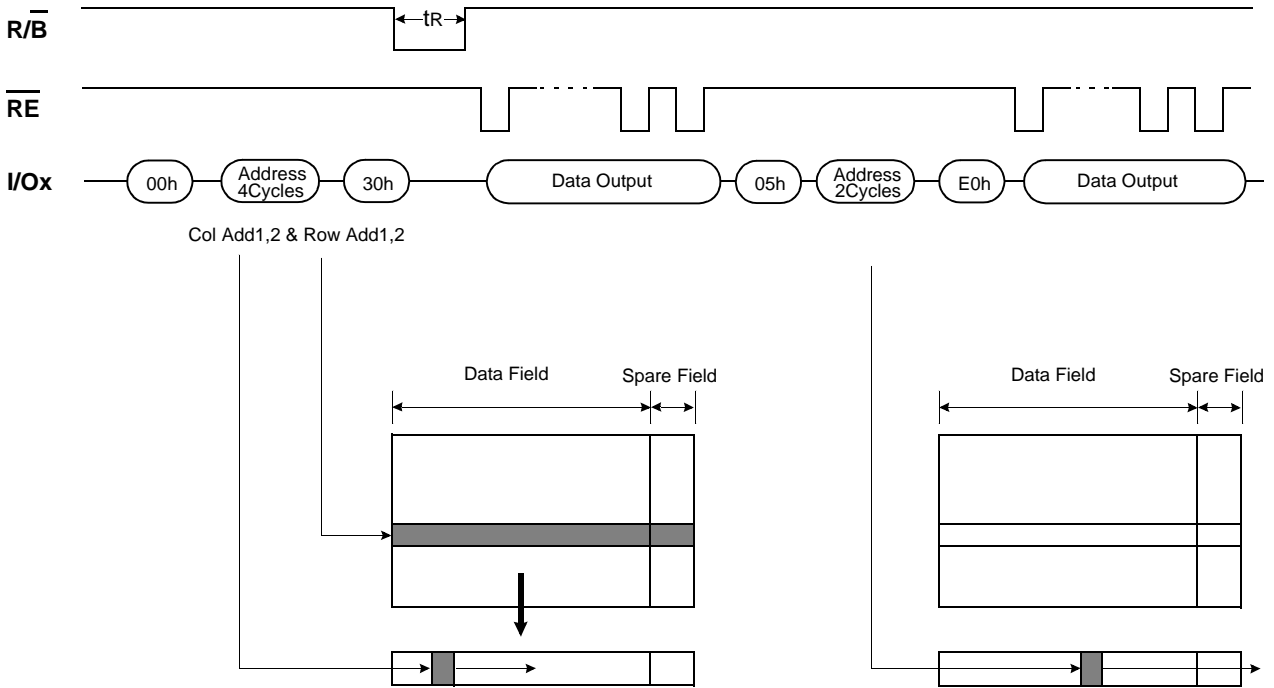 R/B̅
tR
R̅E̅
I/Ox
00h
Address
4Cycles
30h
Data Output
05h
Address
2Cycles
E0h
Data Output
Col Add1,2 & Row Add1,2
Data Field
Spare Field
Data Field
Spare Field